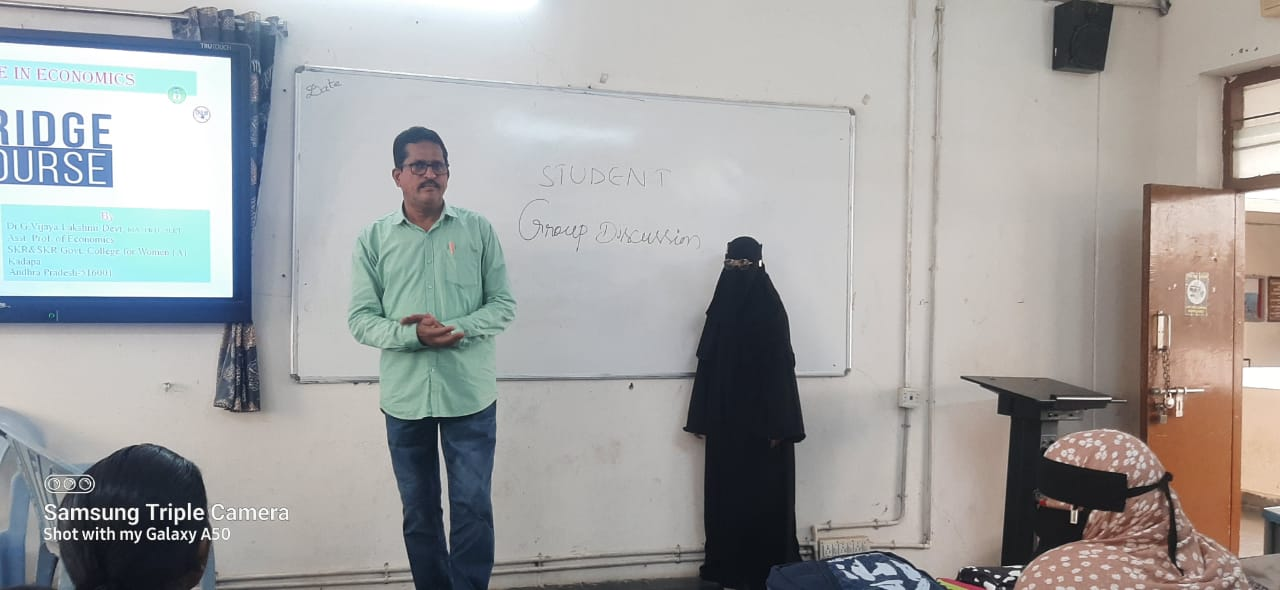 TRUTOUCH
E IN ECONOMICS
RIDGE
OURSE
By
Dr.G.Vijaya Lakshmi Devi,
Asst. Prof. of Economics
SKR&SKR Govt. College for Women (A)
Kadapa
Andhra Pradesh-516001
Date
STUDENT
Group Discussion
Samsung Triple Camera
Shot with my Galaxy A50